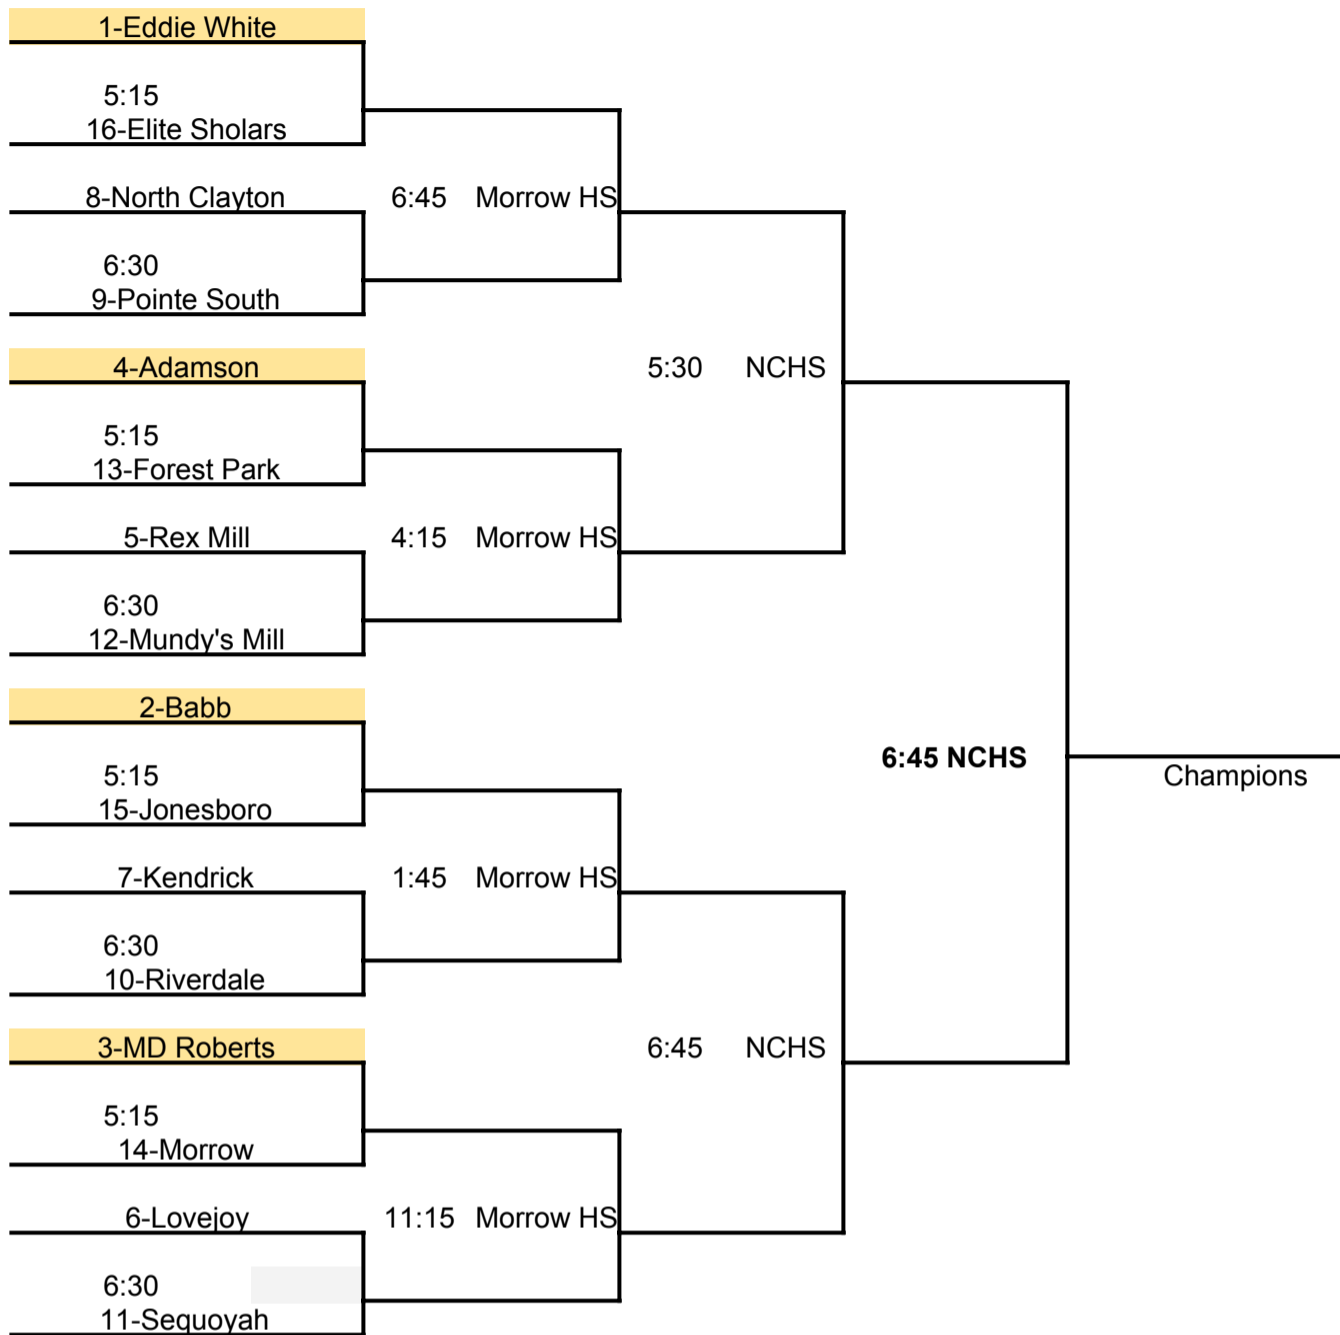 1-Eddie White
5:15
16-Elite Sholars
8-North Clayton
6:45 Morrow HS
6:30
9-Pointe South
4-Adamson
5:30 NCHS
5:15
13-Forest Park
5-Rex Mill
4:15 Morrow HS
6:30
12-Mundy's Mill
2-Babb
6:45 NCHS
Champions
5:15
15-Jonesboro
7-Kendrick
1:45 Morrow HS
6:30
10-Riverdale
3-MD Roberts
6:45 NCHS
5:15
14-Morrow
6-Lovejoy
11:15 Morrow HS
6:30
11-Sequoyah